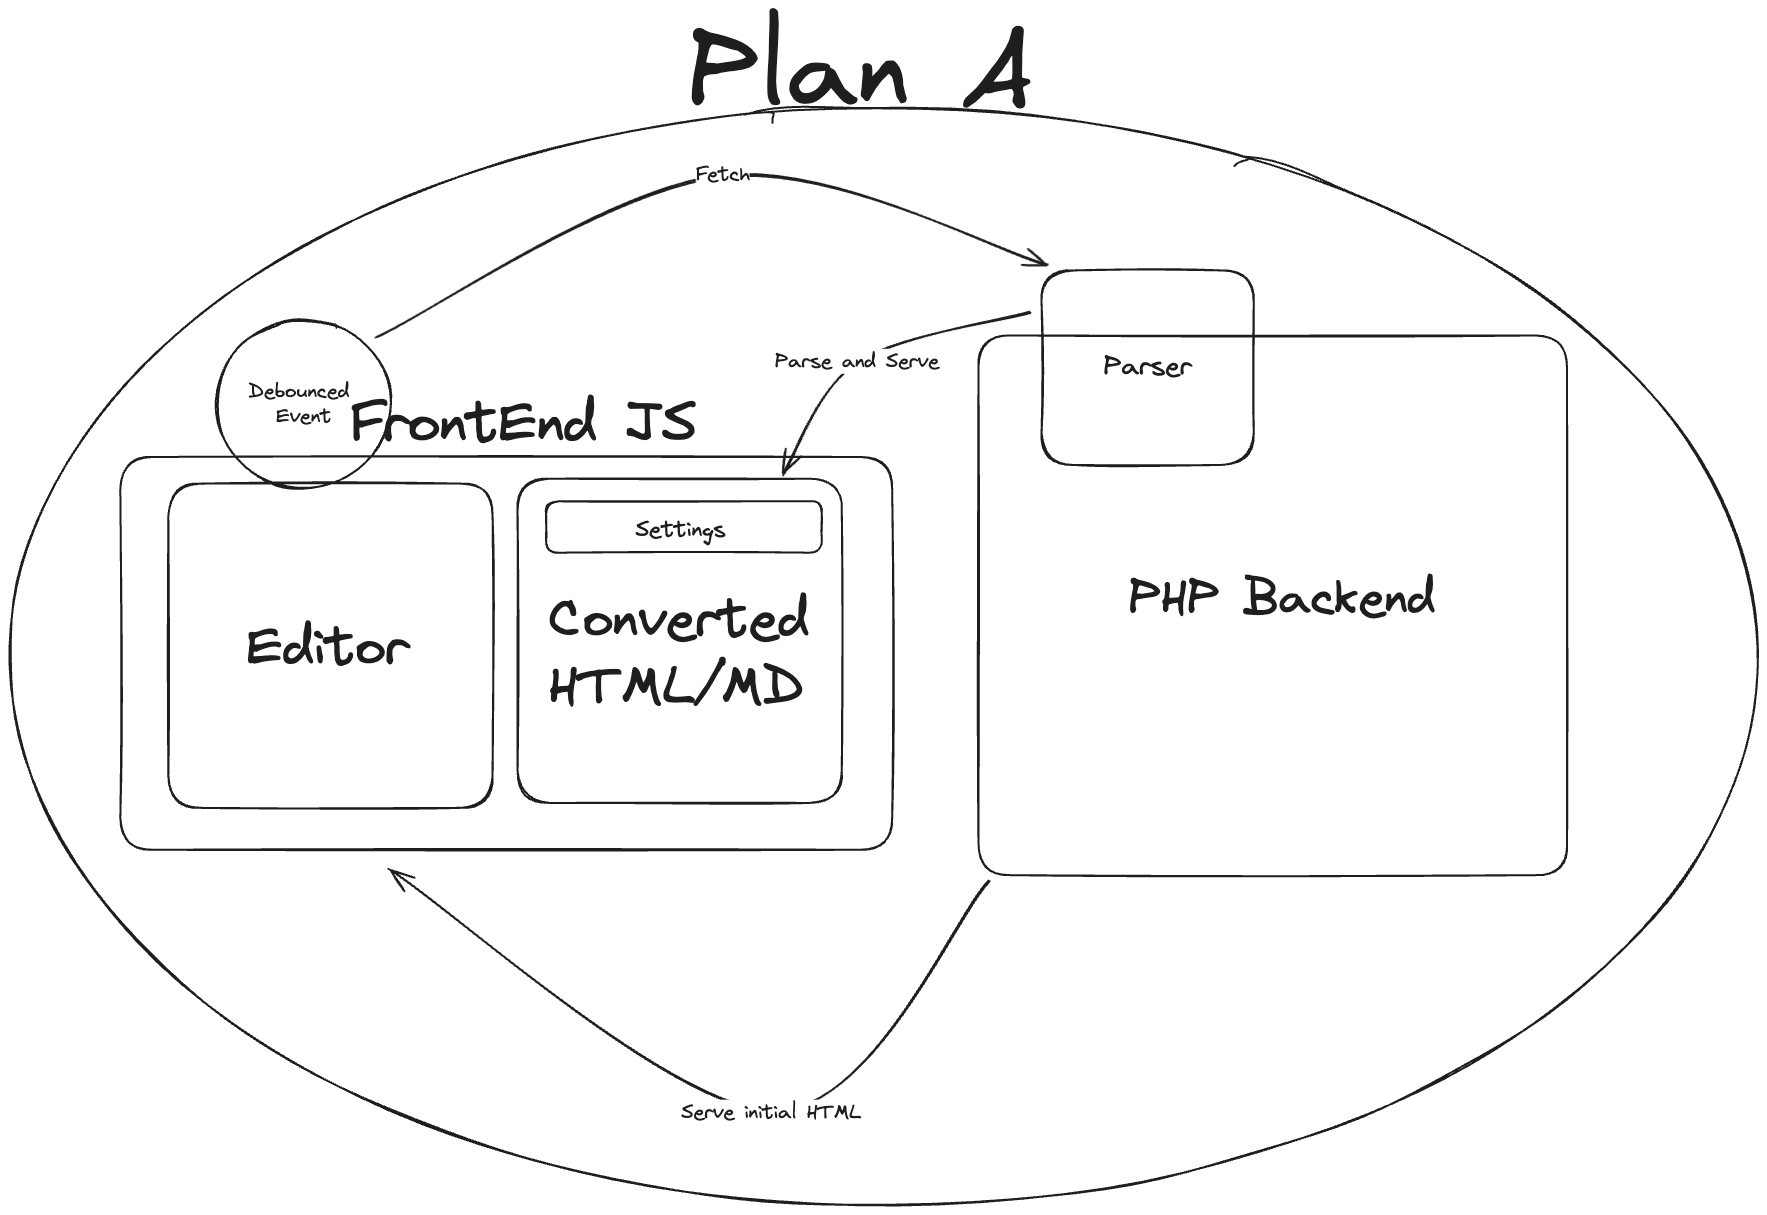 Plan A
Fetch
Parse and Serve
Parser
Debounced
Event
FrontEnd JS
Settings
Editor
Converted
HTML/MD
PHP Backend
Serve initial HTML